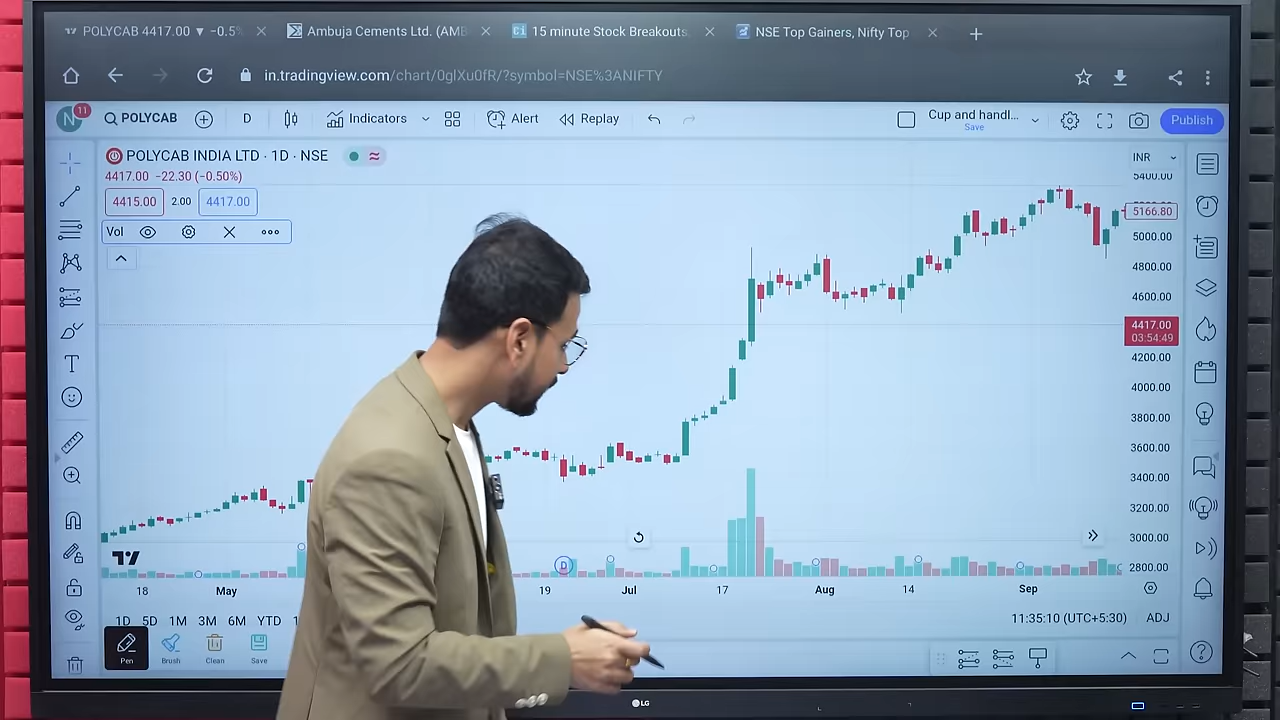 POLYCAB 4417.00 ▼ −0.5%
Ambuja Cements Ltd. (AMB
15 minute Stock Breakouts,
NSE Top Gainers, Nifty Top
in.tradingview.com/chart/0glXu0fR/?symbol=NSE%3ANIFTY
N 11 POLYCAB D Indicators Alert Replay Cup and handl... Save Publish
POLYCAB INDIA LTD · 1D · NSE
INR
4417.00 −22.30 (−0.50%)
5400.00
4415.00 2.00 4417.00
5166.80
Vol
5000.00
4800.00
4600.00
4417.00
03:54:49
4200.00
4000.00
3800.00
3600.00
3400.00
3200.00
3000.00
2800.00
D
18 May 19 Jul 17 Aug 14 Sep
1D 5D 1M 3M 6M YTD
11:35:10 (UTC+5:30) ADJ
Pen Brush Clean Save
LG